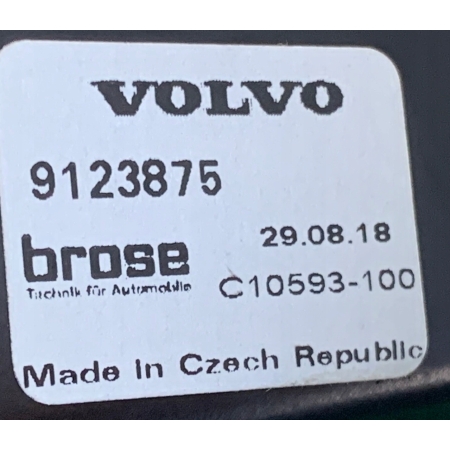 VOLVO
9123875
brose 29.08.18
Technik für Automobile C10593-100
Made in Czech Republic